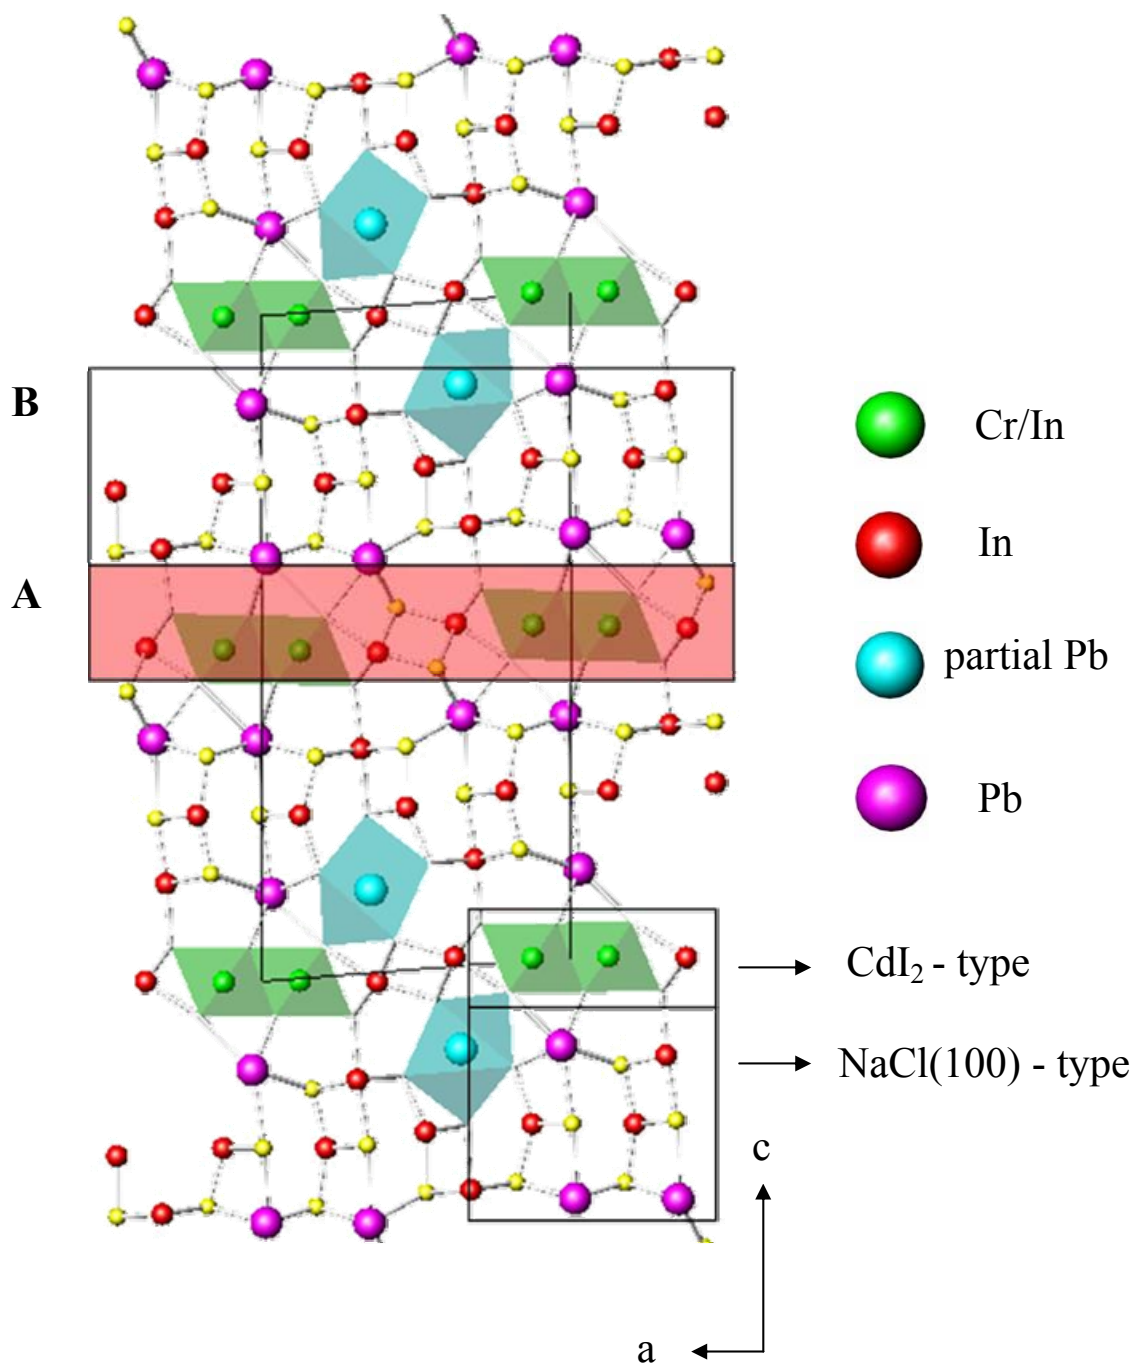 B
A
Cr/In
In
partial Pb
Pb
CdI₂ - type
NaCl(100) - type
c
a